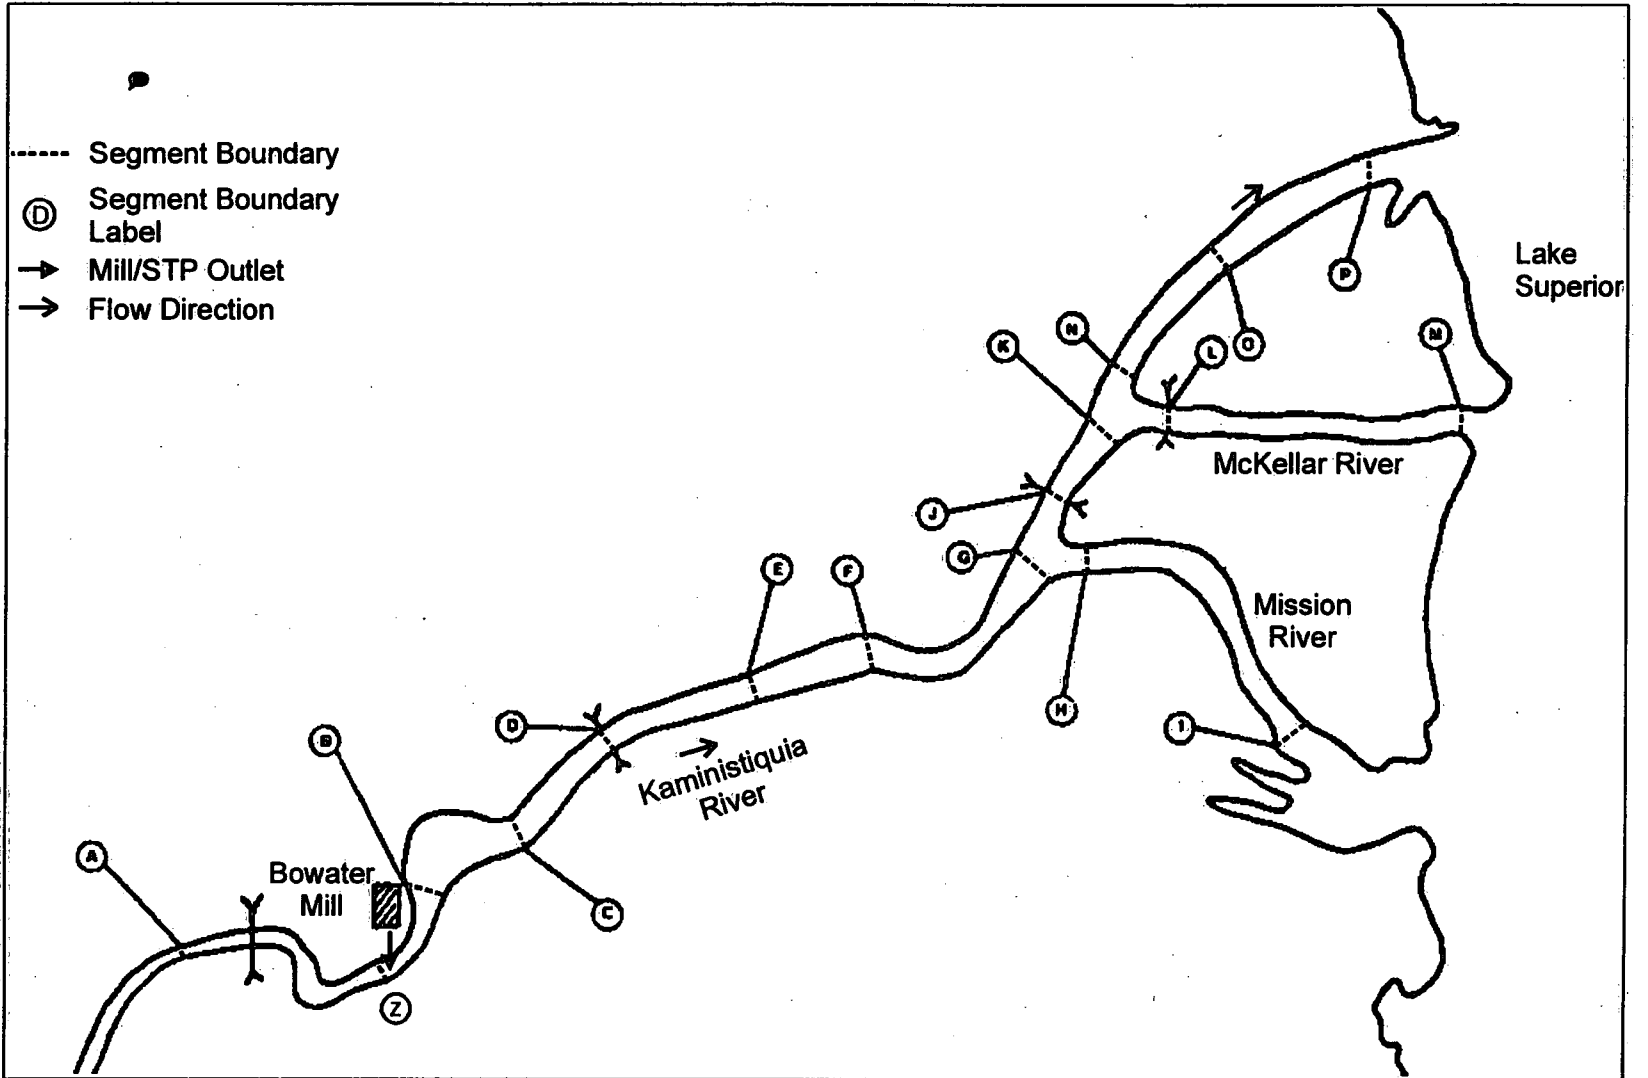 Segment Boundary
D
Segment Boundary
Label
Mill/STP Outlet
Flow Direction
Lake
Superior
P
N
K
L
O
M
McKellar River
J
G
E
F
Mission
River
H
I
D
B
Kaministiquia
River
A
Bowater
Mill
C
Z